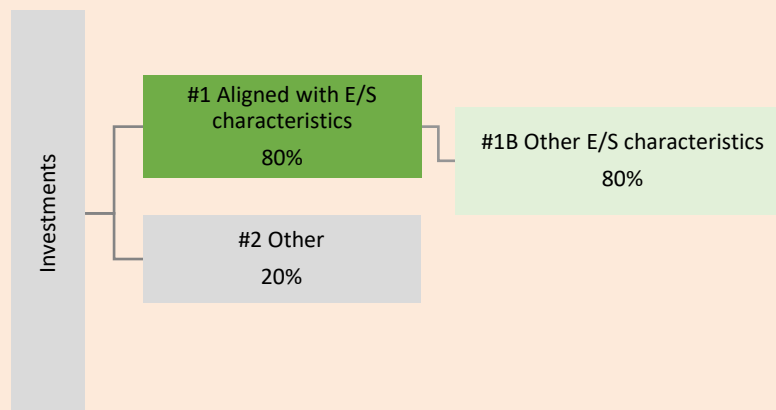 Investments
#1 Aligned with E/S
characteristics
80%
#1B Other E/S characteristics
80%
#2 Other
20%